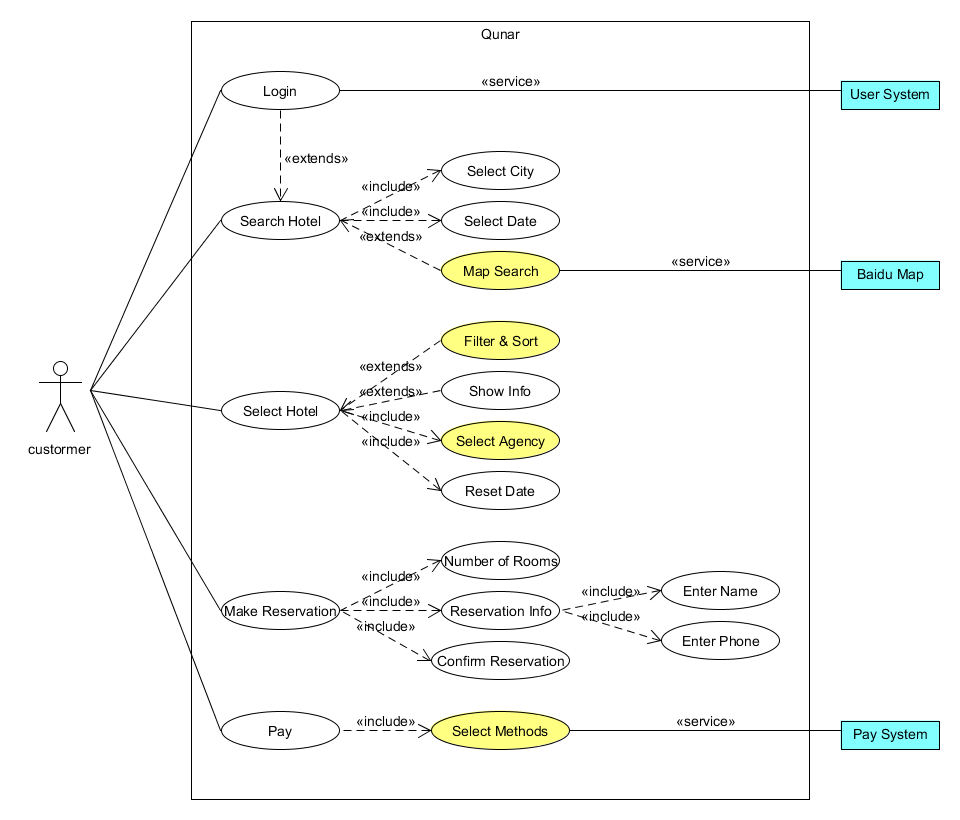 Qunar
Login
«service»
User System
«extends»
Select City
«include»
Search Hotel
«include»
Select Date
«extends»
Map Search
«service»
Baidu Map
Filter & Sort
«extends»
Show Info
«extends»
Select Hotel
«include»
Select Agency
«include»
Reset Date
custormer
Number of Rooms
«include»
Make Reservation
«include»
Reservation Info
«include»
Enter Name
«include»
«include»
Enter Phone
Confirm Reservation
Pay
«include»
Select Methods
«service»
Pay System